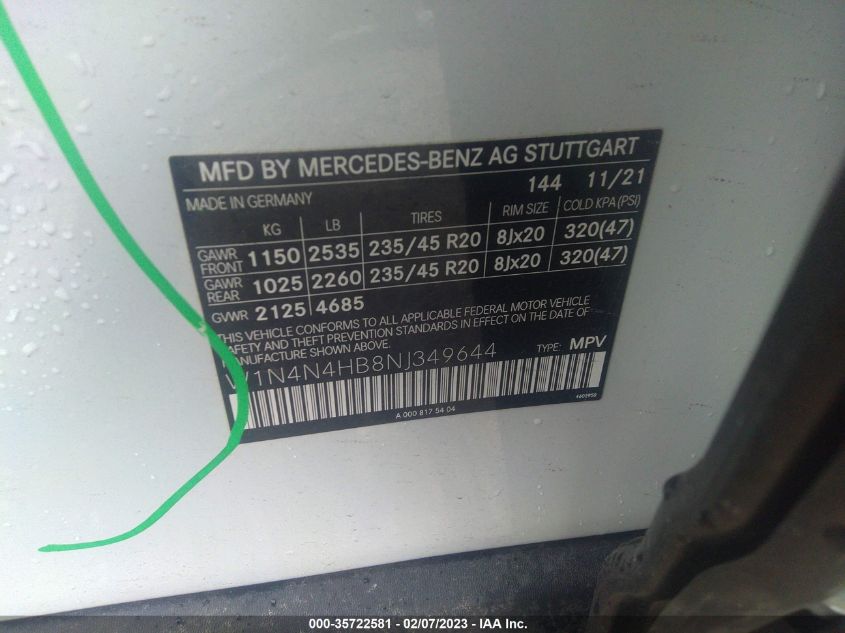 MFD BY MERCEDES-BENZ AG STUTTGART
MADE IN GERMANY 144 11/21
KG LB TIRES RIM SIZE COLD KPA(PSI)
GAWR FRONT 1150 2535 235/45 R20 8Jx20 320(47)
GAWR REAR 1025 2260 235/45 R20 8Jx20 320(47)
GVWR 2125 4685
THIS VEHICLE CONFORMS TO ALL APPLICABLE FEDERAL MOTOR VEHICLE
SAFETY AND THEFT PREVENTION STANDARDS IN EFFECT ON THE DATE OF
MANUFACTURE SHOWN ABOVE.
W1N4N4HB8NJ349644 TYPE: MPV
A 000 817 54 04
000-35722581 - 02/07/2023 - IAA Inc.